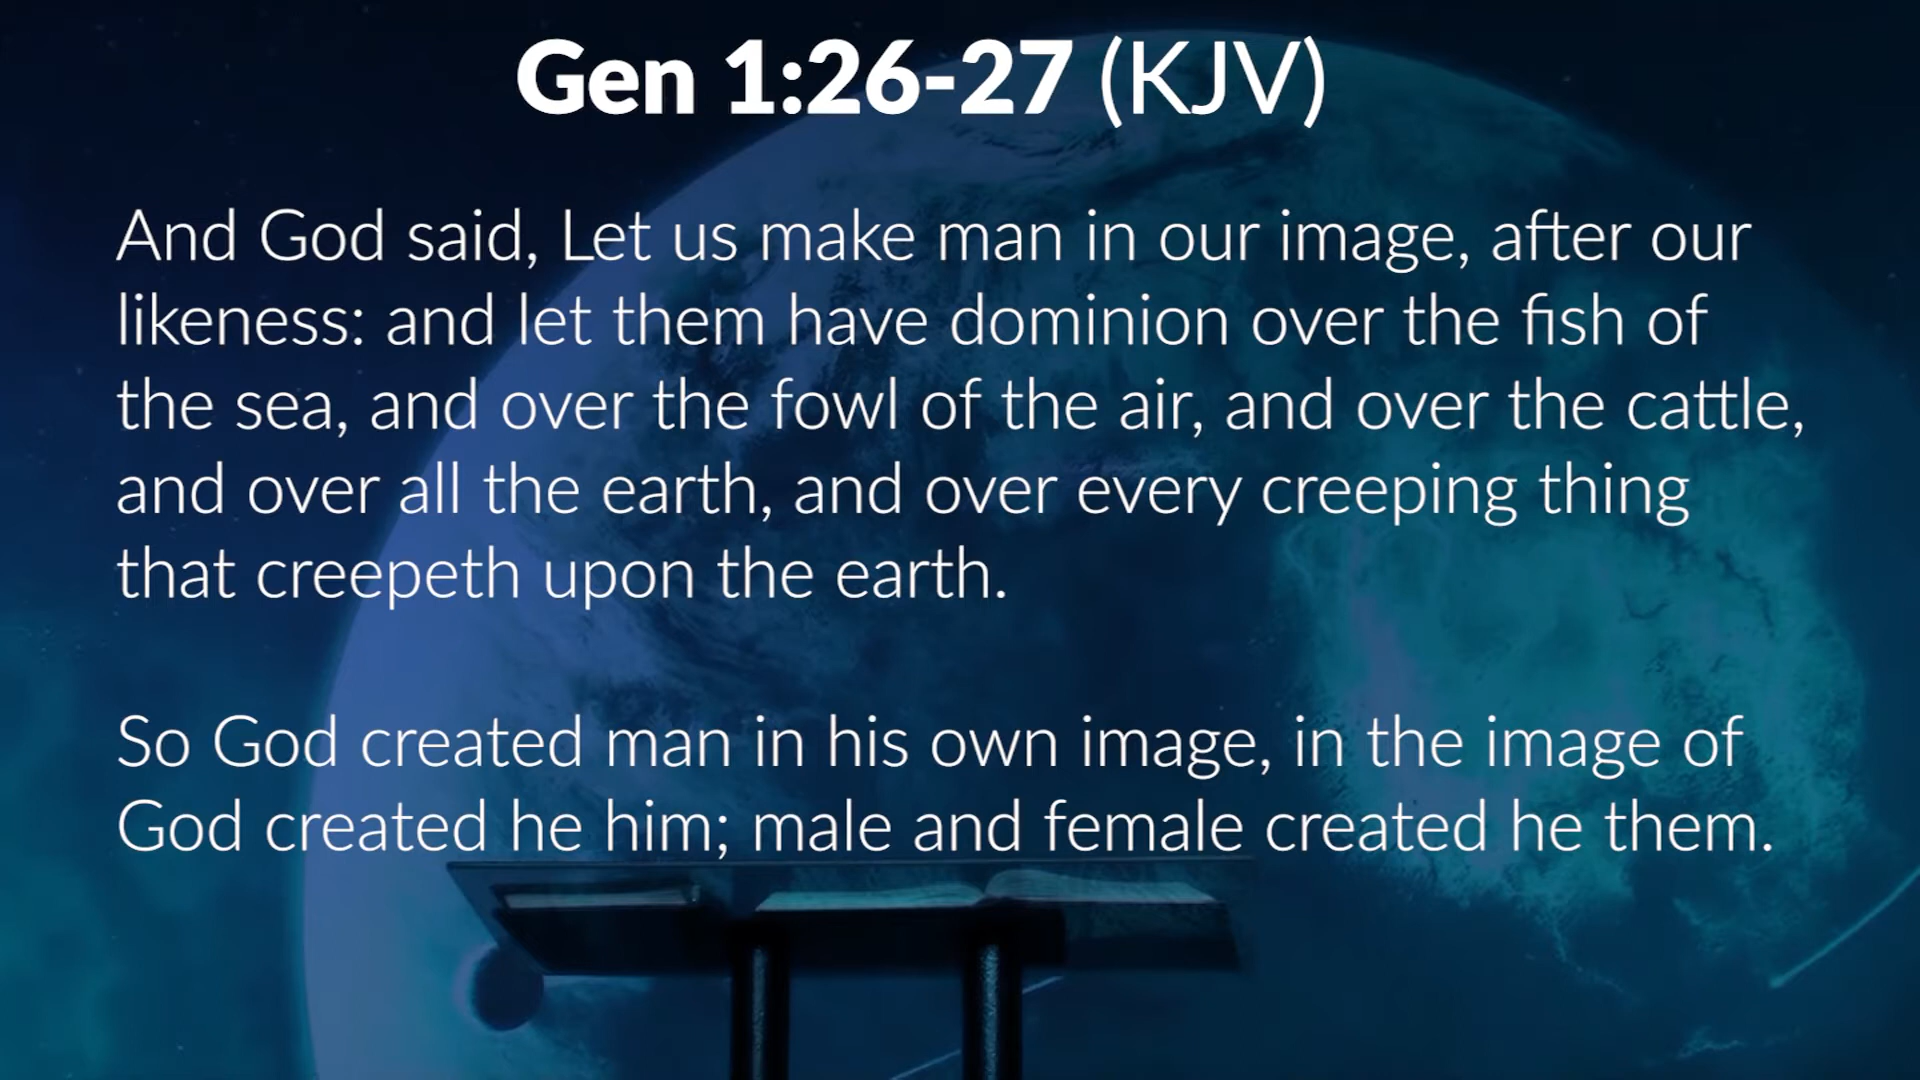 Gen 1:26-27 (KJV)
And God said, Let us make man in our image, after our
likeness: and let them have dominion over the fish of
the sea, and over the fowl of the air, and over the cattle,
and over all the earth, and over every creeping thing
that creepeth upon the earth.
So God created man in his own image, in the image of
God created he him; male and female created he them.